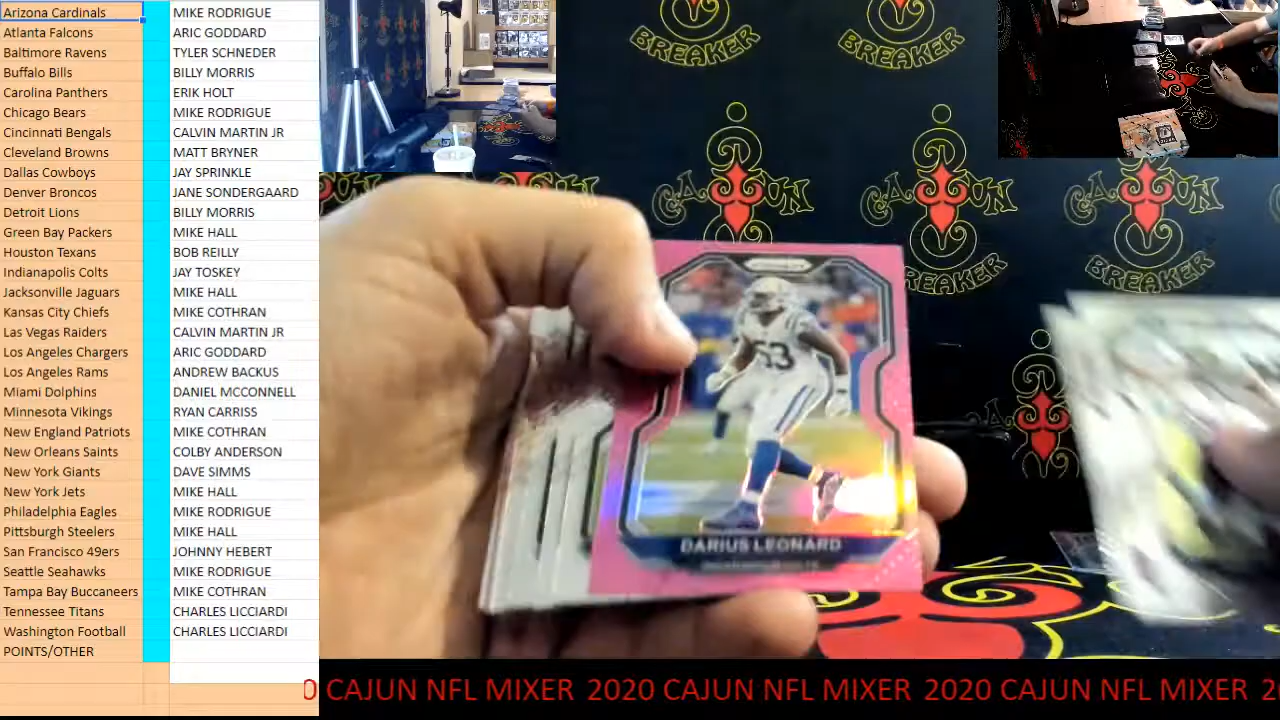 Arizona Cardinals MIKE RODRIGUE
Atlanta Falcons ARIC GODDARD
Baltimore Ravens TYLER SCHNEDER
Buffalo Bills BILLY MORRIS
Carolina Panthers ERIK HOLT
Chicago Bears MIKE RODRIGUE
Cincinnati Bengals CALVIN MARTIN JR
Cleveland Browns MATT BRYNER
Dallas Cowboys JAY SPRINKLE
Denver Broncos JANE SONDERGAARD
Detroit Lions BILLY MORRIS
Green Bay Packers MIKE HALL
Houston Texans BOB REILLY
Indianapolis Colts JAY TOSKEY
Jacksonville Jaguars MIKE HALL
Kansas City Chiefs MIKE COTHRAN
Las Vegas Raiders CALVIN MARTIN JR
Los Angeles Chargers ARIC GODDARD
Los Angeles Rams ANDREW BACKUS
Miami Dolphins DANIEL MCCONNELL
Minnesota Vikings RYAN CARRISS
New England Patriots MIKE COTHRAN
New Orleans Saints COLBY ANDERSON
New York Giants DAVE SIMMS
New York Jets MIKE HALL
Philadelphia Eagles MIKE RODRIGUE
Pittsburgh Steelers MIKE HALL
San Francisco 49ers JOHNNY HEBERT
Seattle Seahawks MIKE RODRIGUE
Tampa Bay Buccaneers MIKE COTHRAN
Tennessee Titans CHARLES LICCIARDI
Washington Football CHARLES LICCIARDI
POINTS/OTHER
BREAKER
BREAKER
CAJUN
CAJUN
CAJUN
BREAKER
BREAKER
53
DARIUS LEONARD
0 CAJUN NFL MIXER 2020 CAJUN NFL MIXER 2020 CAJUN NFL MIXER 2